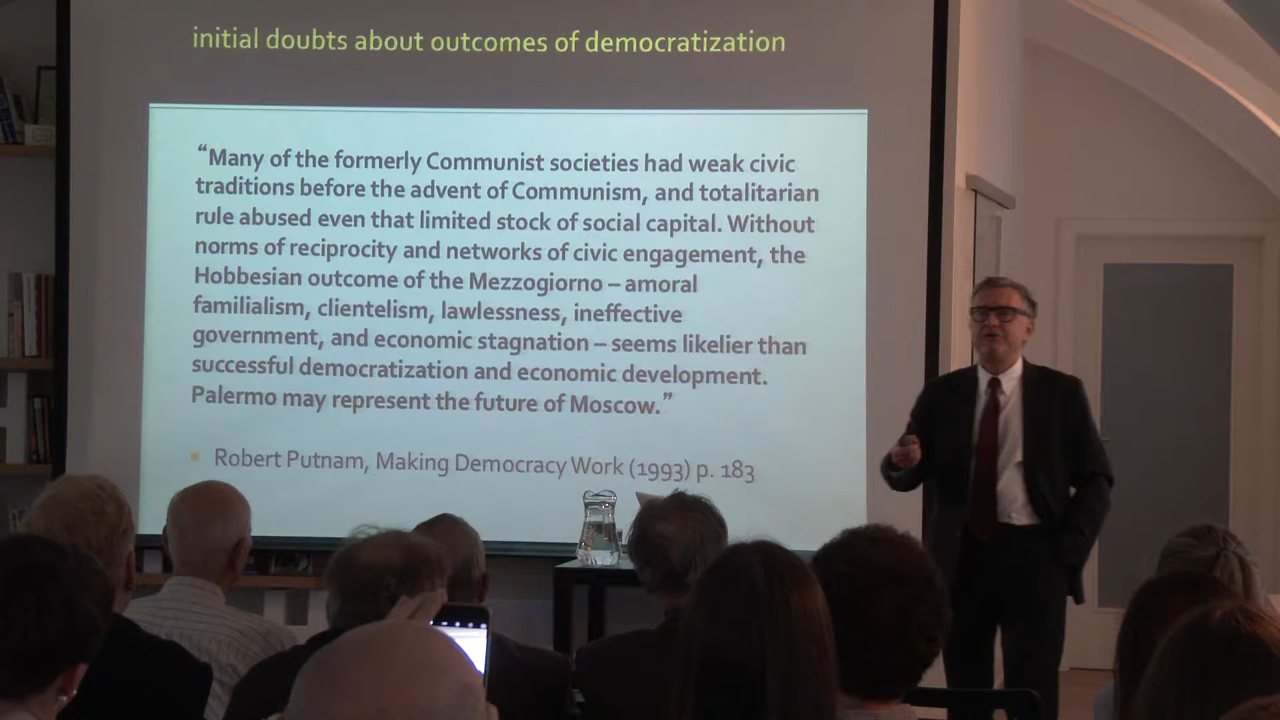 initial doubts about outcomes of democratization
“Many of the formerly Communist societies had weak civic
traditions before the advent of Communism, and totalitarian
rule abused even that limited stock of social capital. Without
norms of reciprocity and networks of civic engagement, the
Hobbesian outcome of the Mezzogiorno – amoral
familialism, clientelism, lawlessness, ineffective
government, and economic stagnation – seems likelier than
successful democratization and economic development.
Palermo may represent the future of Moscow.”
Robert Putnam, Making Democracy Work (1993) p. 183